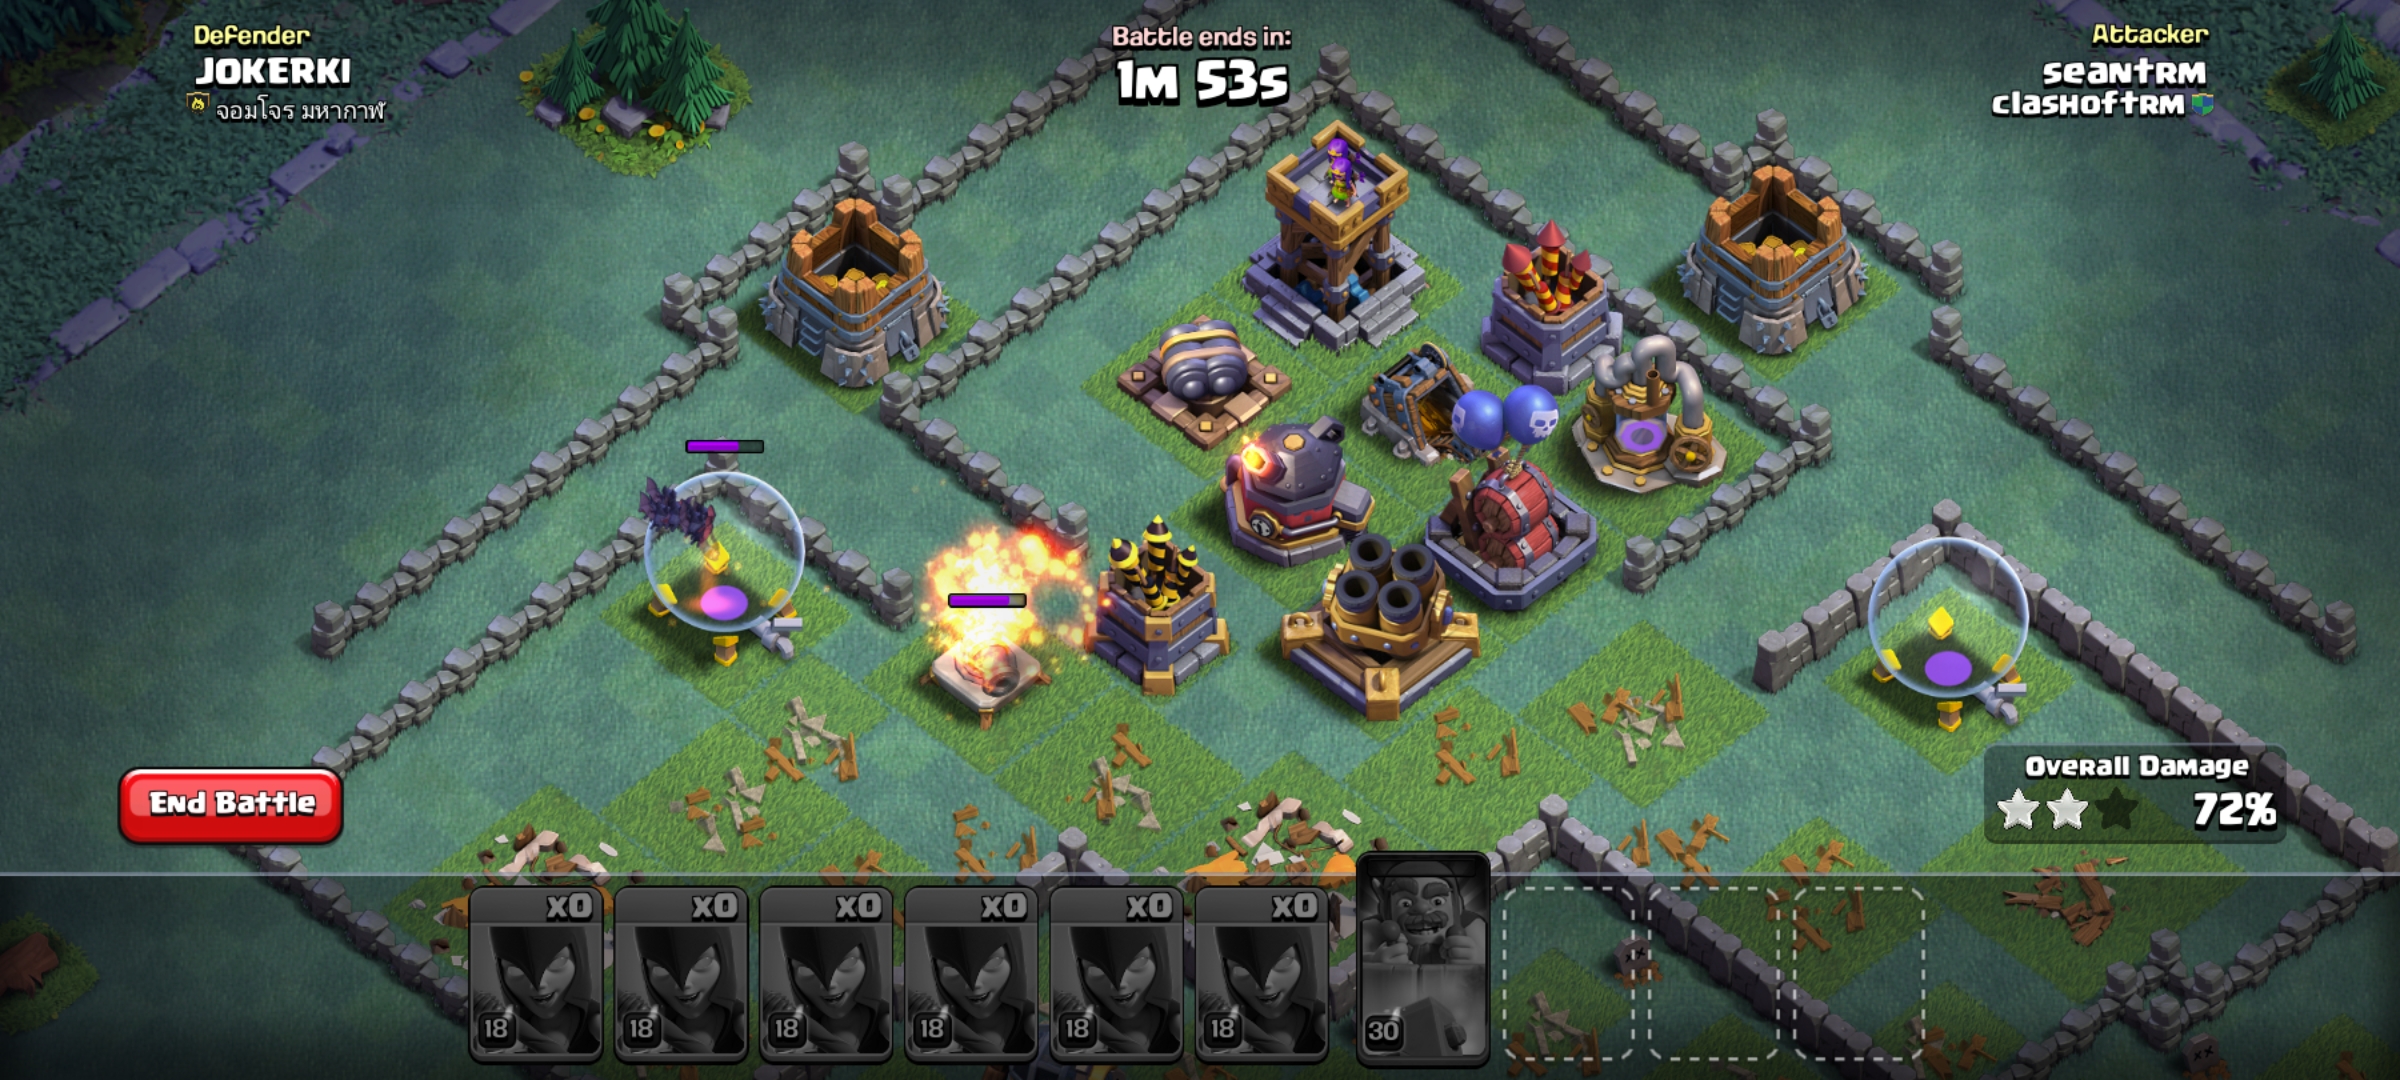 Defender
JOKERKI
จอมโจร มหากาฬ
Battle ends in:
1M 53s
Attacker
seantRM
clashoftRM
End Battle
Overall Damage
72%
x0
x0
x0
x0
x0
x0
18
18
18
18
18
18
30